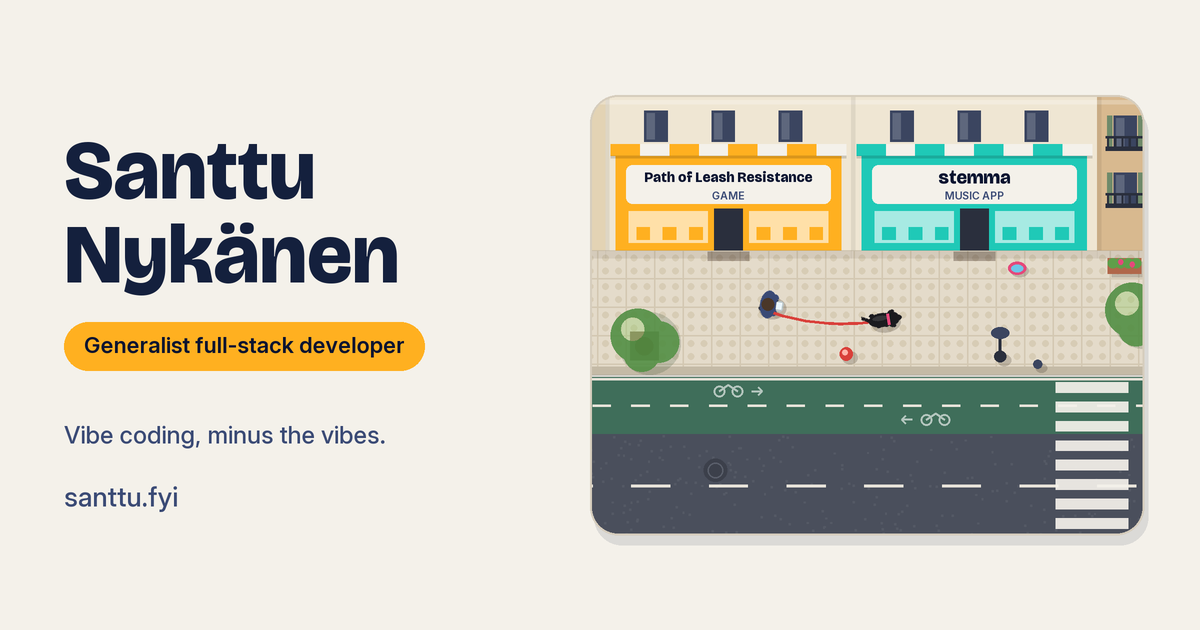 Santtu
Nykänen
Generalist full-stack developer
Vibe coding, minus the vibes.
santtu.fyi
Path of Leash Resistance
GAME
stemma
MUSIC APP